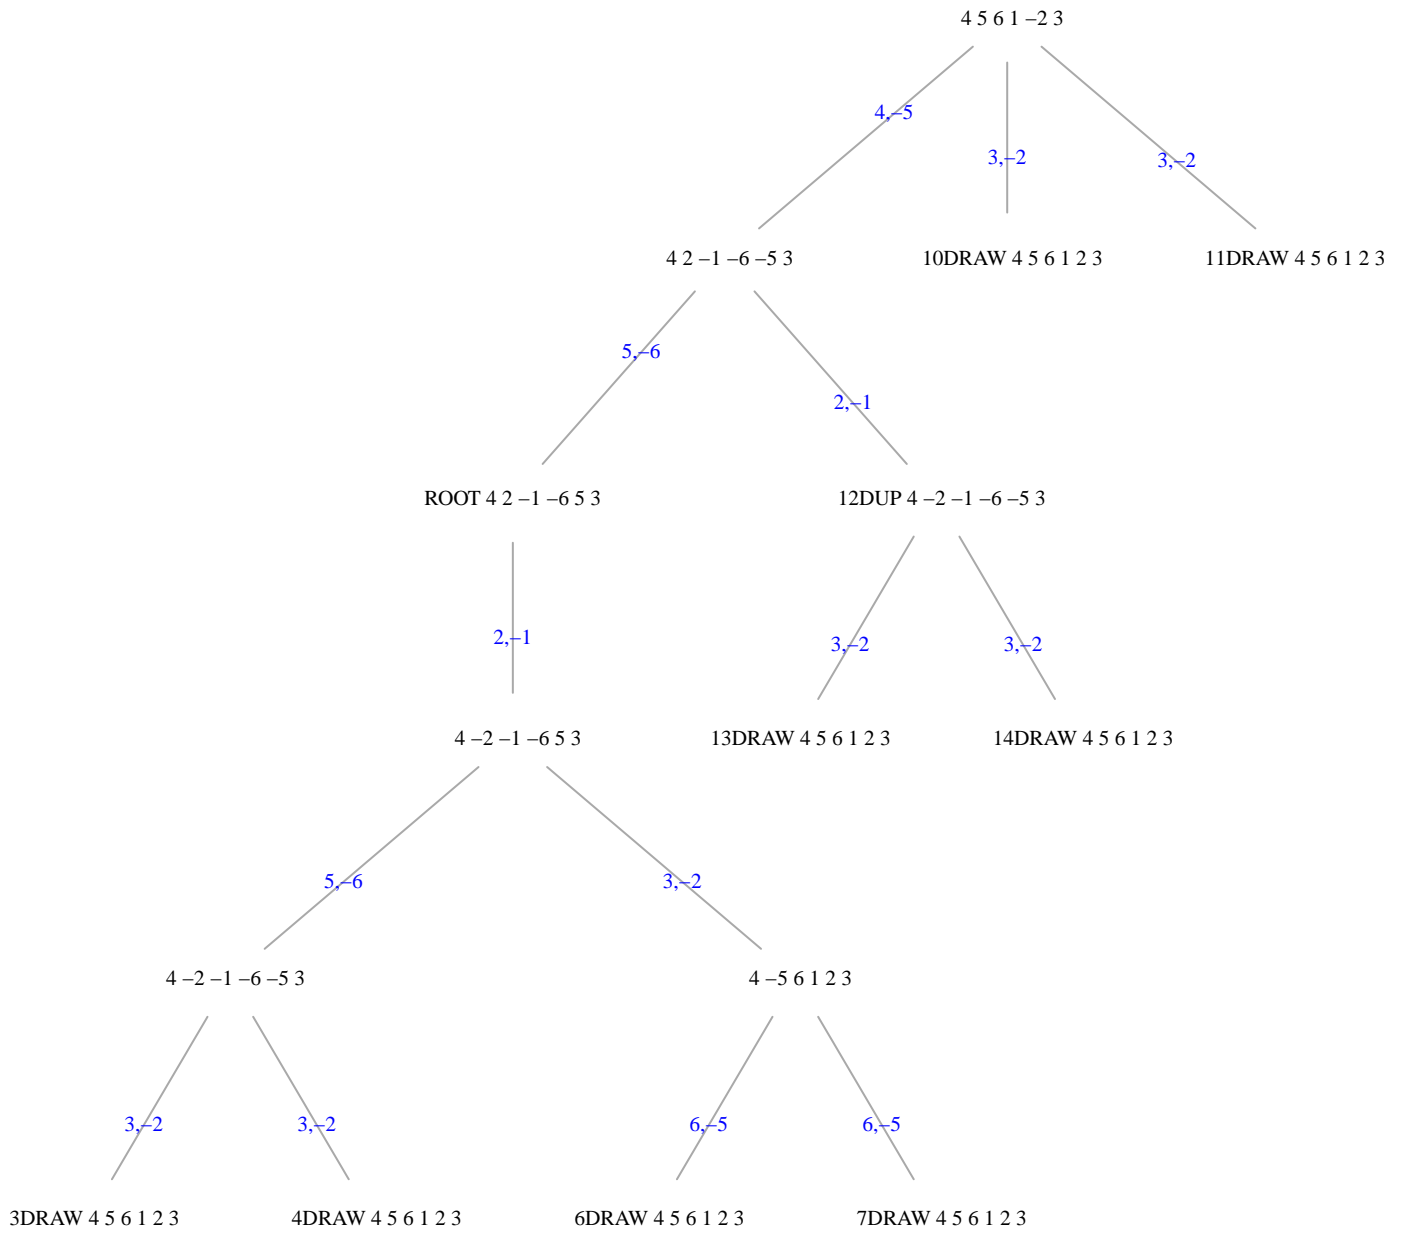 4 5 6 1 –2 3
4,–5
3,–2
3,–2
4 2 –1 –6 –5 3
10DRAW 4 5 6 1 2 3
11DRAW 4 5 6 1 2 3
5,–6
2,–1
ROOT 4 2 –1 –6 5 3
12DUP 4 –2 –1 –6 –5 3
2,–1
3,–2
3,–2
4 –2 –1 –6 5 3
13DRAW 4 5 6 1 2 3
14DRAW 4 5 6 1 2 3
5,–6
3,–2
4 –2 –1 –6 –5 3
4 –5 6 1 2 3
3,–2
3,–2
6,–5
6,–5
3DRAW 4 5 6 1 2 3
4DRAW 4 5 6 1 2 3
6DRAW 4 5 6 1 2 3
7DRAW 4 5 6 1 2 3